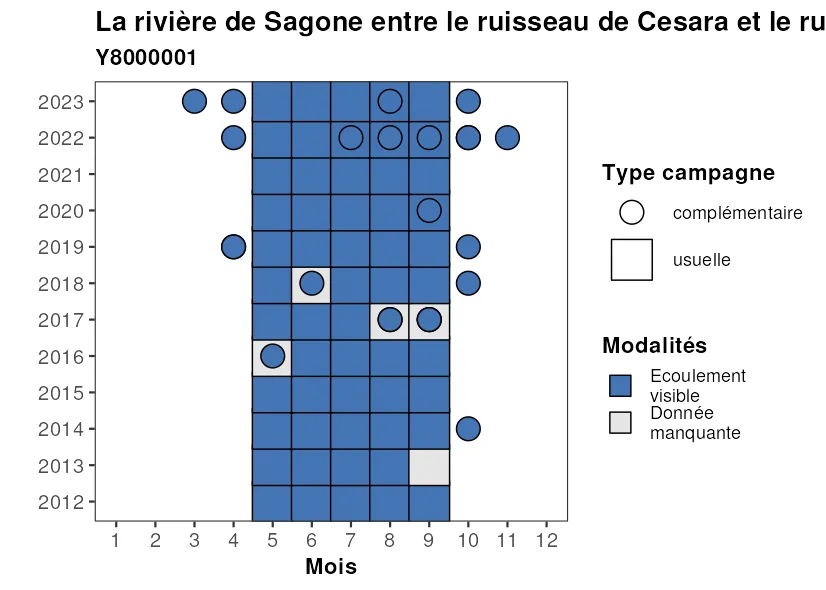 La rivière de Sagone entre le ruisseau de Cesara et le ru
Y8000001
2023
2022
2021
2020
2019
2018
2017
2016
2015
2014
2013
2012
1 2 3 4 5 6 7 8 9 10 11 12
Mois
Type campagne
complémentaire
usuelle
Modalités
Ecoulement
visible
Donnée
manquante